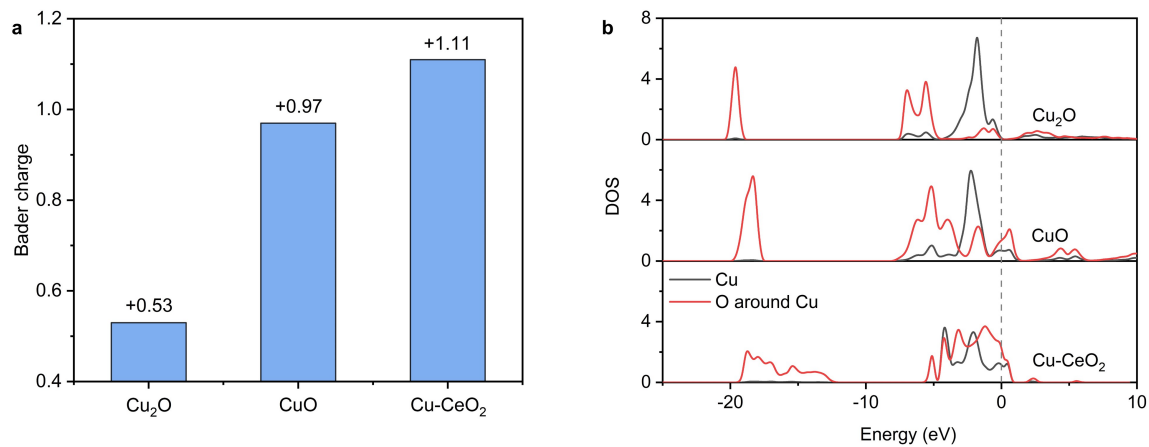 a
Bader charge
1.2
1.0
0.8
0.6
0.4
+0.53
+0.97
+1.11
Cu₂O
CuO
Cu-CeO₂
b
DOS
8
4
0
Cu₂O
4
0
CuO
Cu
O around Cu
4
0
Cu-CeO₂
-20
-10
0
10
Energy (eV)